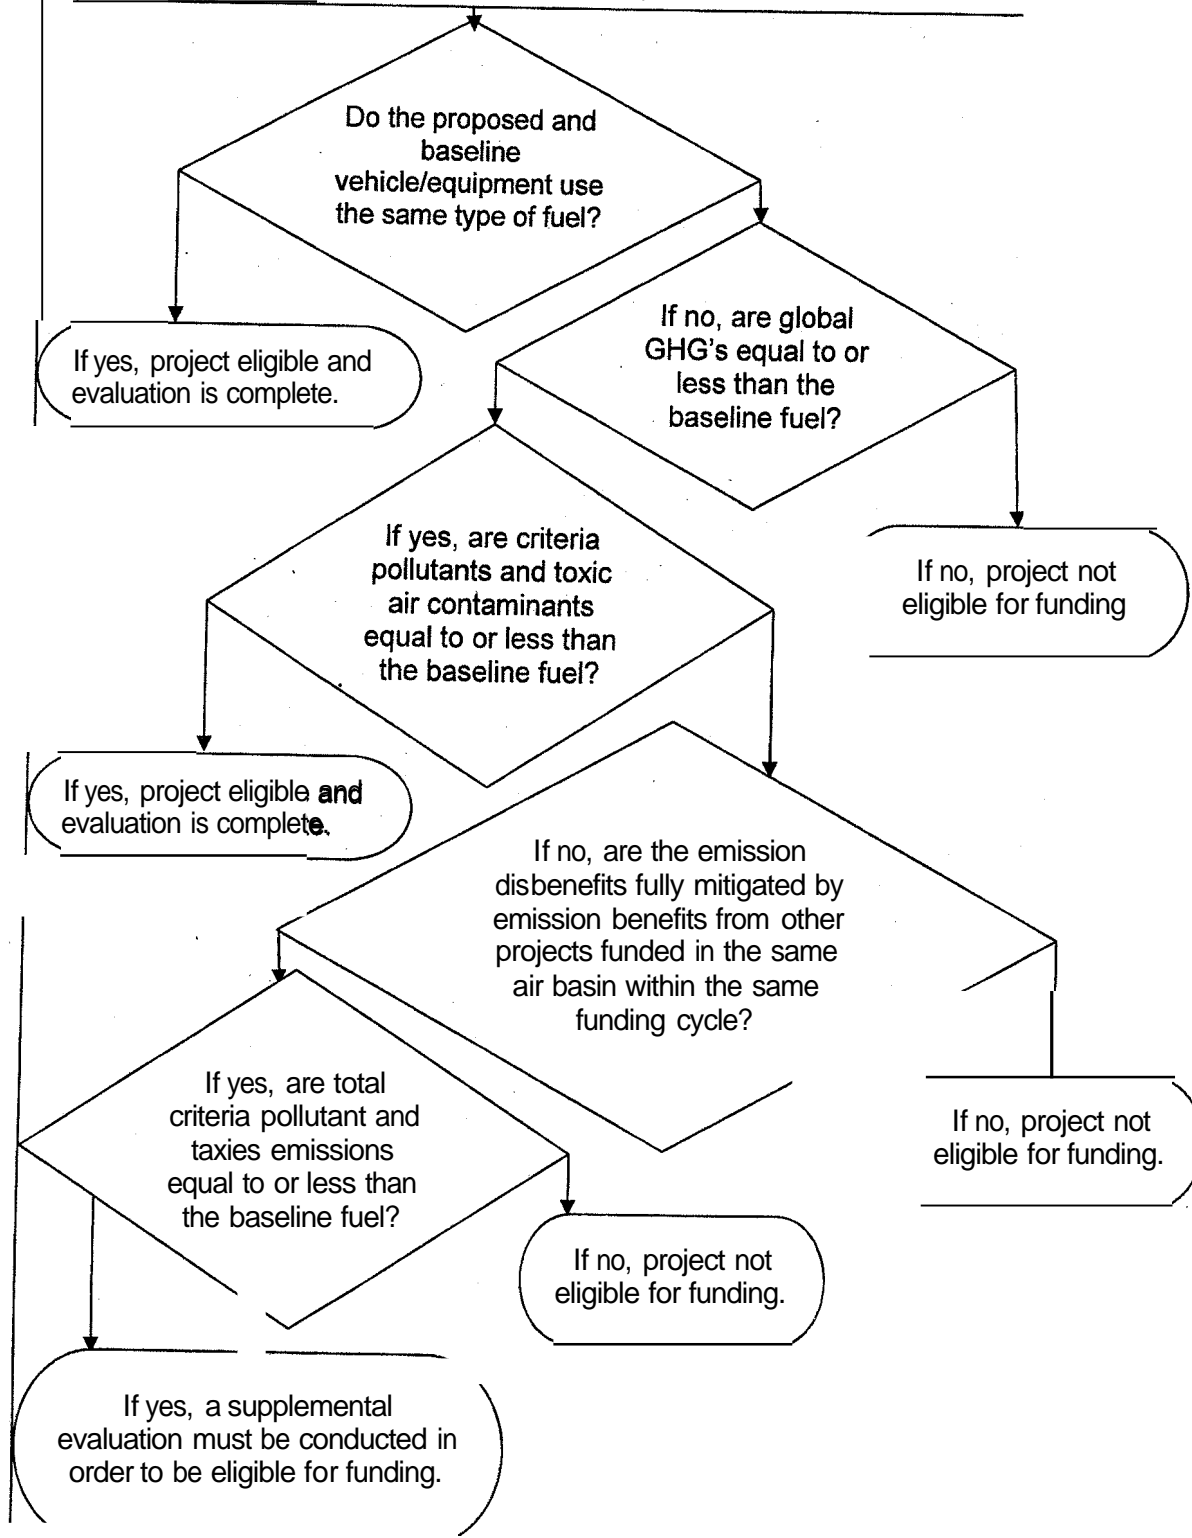 Do the proposed and
baseline
vehicle/equipment use
the same type of fuel?
If no, are global
GHG's equal to or
less than the
baseline fuel?
If yes, project eligible and
evaluation is complete.
If yes, are criteria
pollutants and toxic
air contaminants
equal to or less than
the baseline fuel?
If no, project not
eligible for funding
If yes, project eligible and
evaluation is complete.
If no, are the emission
disbenefits fully mitigated by
emission benefits from other
projects funded in the same
air basin within the same
funding cycle?
If yes, are total
criteria pollutant and
taxies emissions
equal to or less than
the baseline fuel?
If no, project not
eligible for funding.
If no, project not
eligible for funding.
If yes, a supplemental
evaluation must be conducted in
order to be eligible for funding.